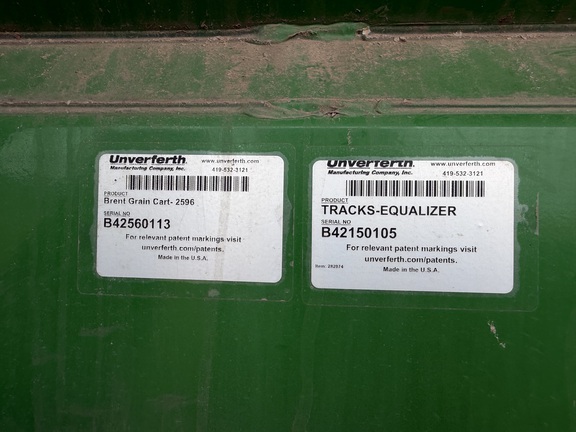 Unverferth www.unverferth.com
Manufacturing Company, Inc. 419-532-3121
PRODUCT
Brent Grain Cart- 2596
SERIAL NO
B42560113
For relevant patent markings visit
unverferth.com/patents.
Made in the U.S.A.
Unverferth www.unverferth.com
Manufacturing Company, Inc. 419-532-3121
PRODUCT
TRACKS-EQUALIZER
SERIAL NO
B42150105
For relevant patent markings visit
unverferth.com/patents.
Item: 282574 Made in the U.S.A.